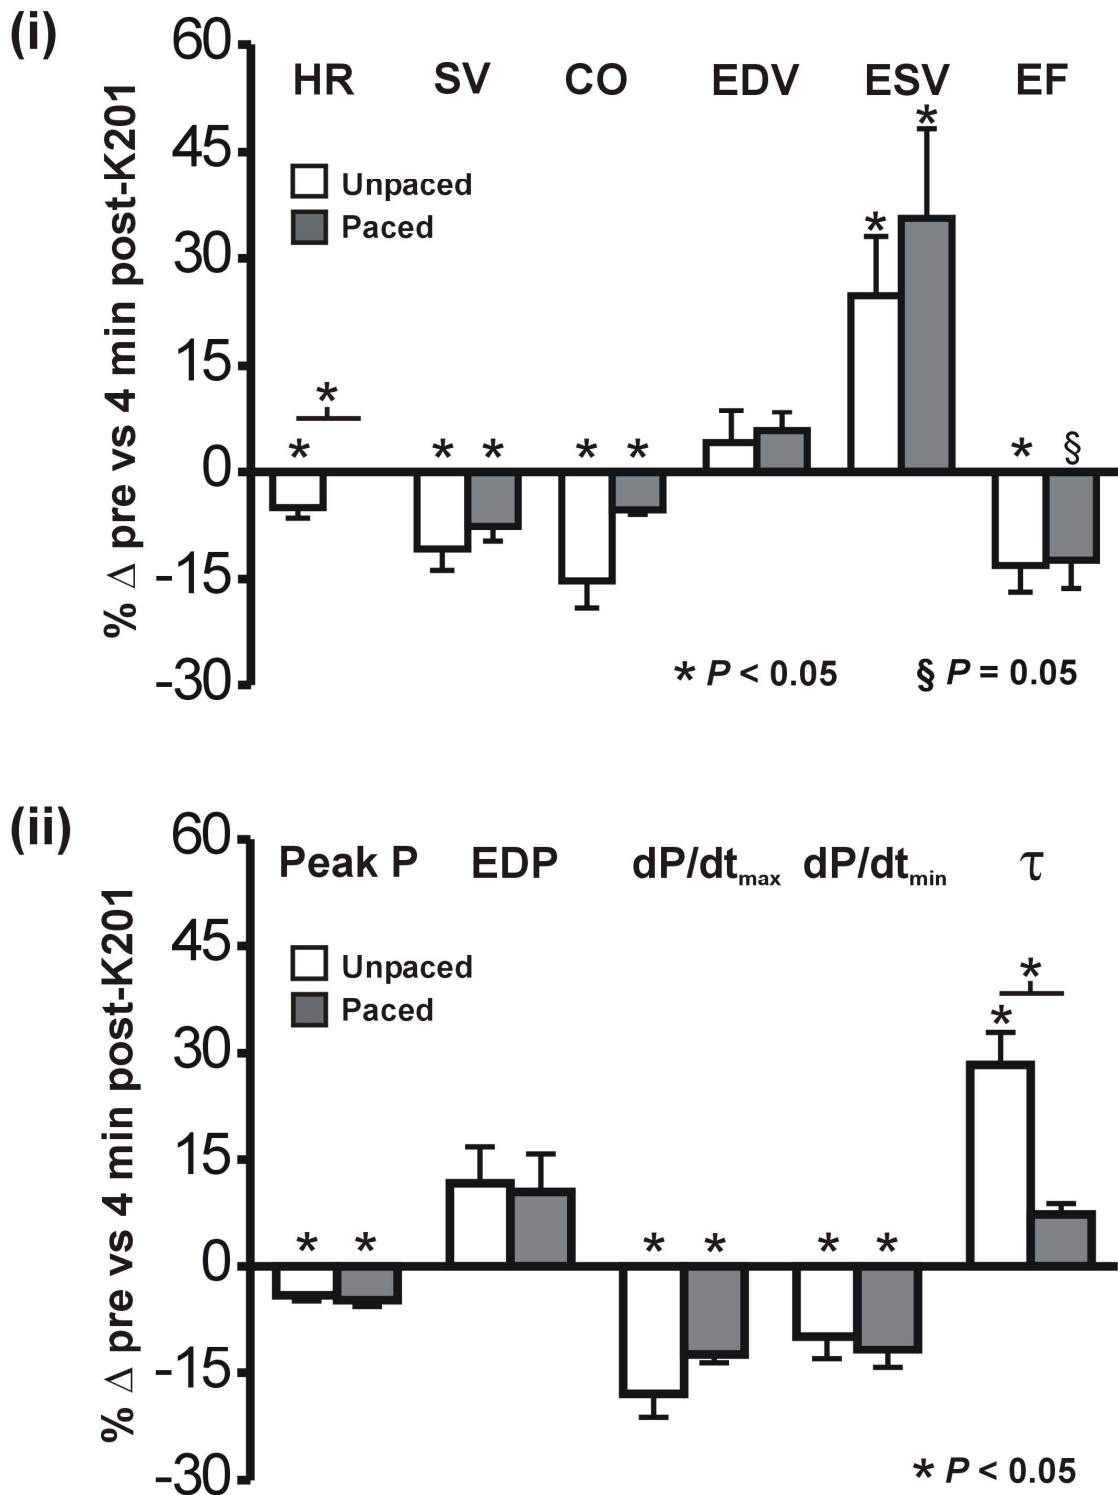 (i)
% Δ pre vs 4 min post-K201
60
45
30
15
0
-15
-30
HR SV CO EDV ESV EF
Unpaced
Paced
*
*
* *
* *
*
*
* §
* P < 0.05 § P = 0.05
(ii)
% Δ pre vs 4 min post-K201
60
45
30
15
0
-15
-30
Peak P EDP dP/dtmax dP/dtmin τ
Unpaced
Paced
*
*
* * * * * *
* P < 0.05